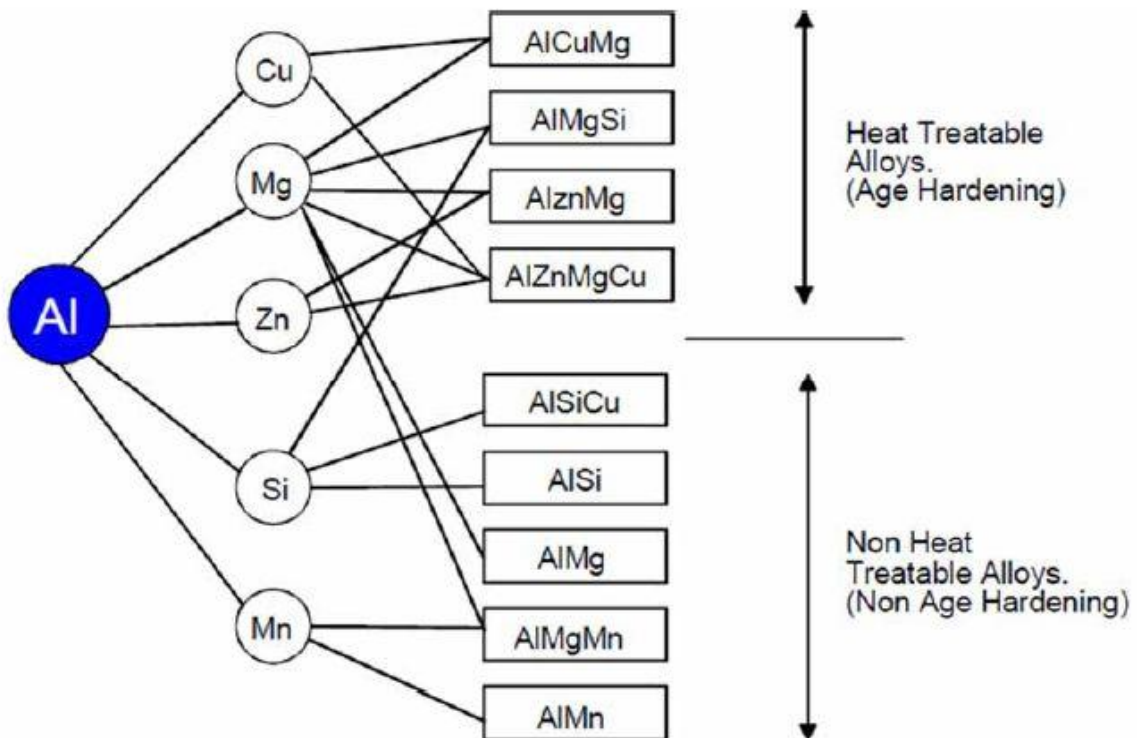 Al
Cu
Mg
Zn
Si
Mn
AlCuMg
AlMgSi
AlznMg
AlZnMgCu
AlSiCu
AlSi
AlMg
AlMgMn
AlMn
Heat Treatable
Alloys.
(Age Hardening)
Non Heat
Treatable Alloys.
(Non Age Hardening)